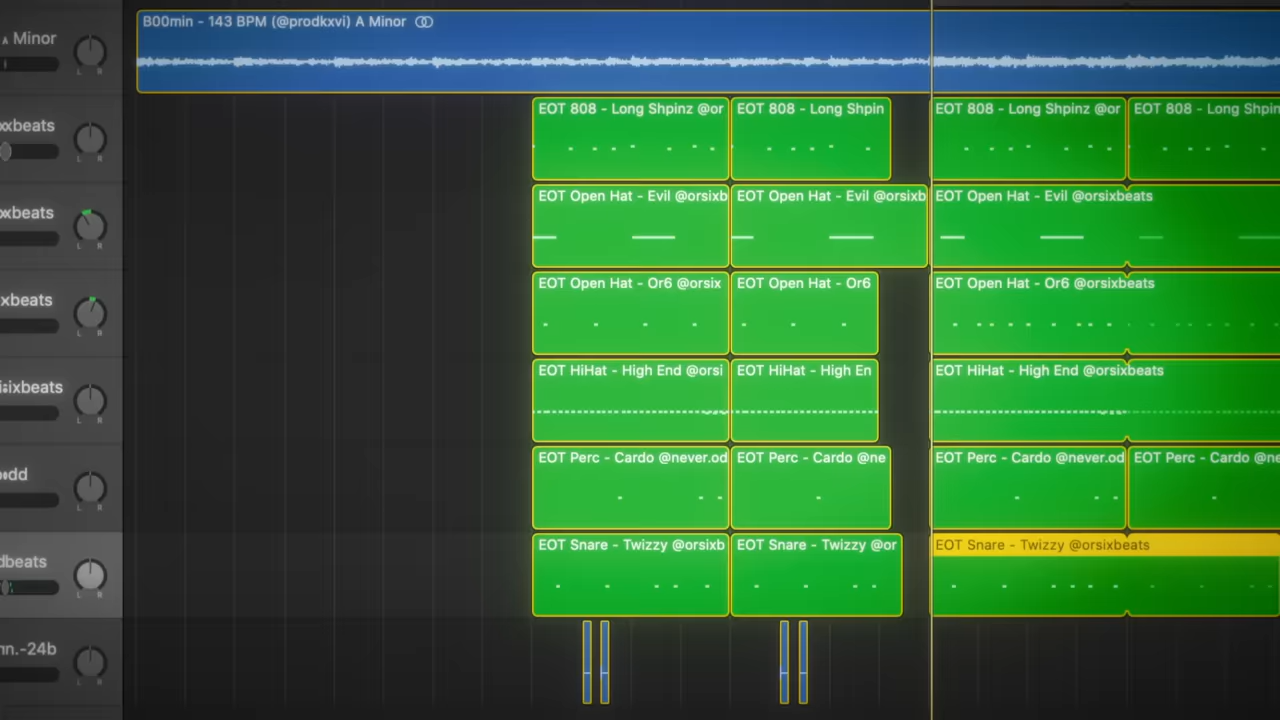 Minor
B00min - 143 BPM (@prodkxvi) A Minor
xbeats
EOT 808 - Long Shpinz @or
EOT 808 - Long Shpin
EOT 808 - Long Shpinz @or
EOT 808 - Long Shpin
xbeats
EOT Open Hat - Evil @orsixb
EOT Open Hat - Evil @orsixb
EOT Open Hat - Evil @orsixbeats
xbeats
EOT Open Hat - Or6 @orsix
EOT Open Hat - Or6
EOT Open Hat - Or6 @orsixbeats
ixbeats
EOT HiHat - High End @orsi
EOT HiHat - High En
EOT HiHat - High End @orsixbeats
dd
EOT Perc - Cardo @never.od
EOT Perc - Cardo @ne
EOT Perc - Cardo @never.od
EOT Perc - Cardo @ne
dbeats
EOT Snare - Twizzy @orsixb
EOT Snare - Twizzy @or
EOT Snare - Twizzy @orsixbeats
nn.-24b
L R
L R
L R
L R
L R
L R
L R
L R